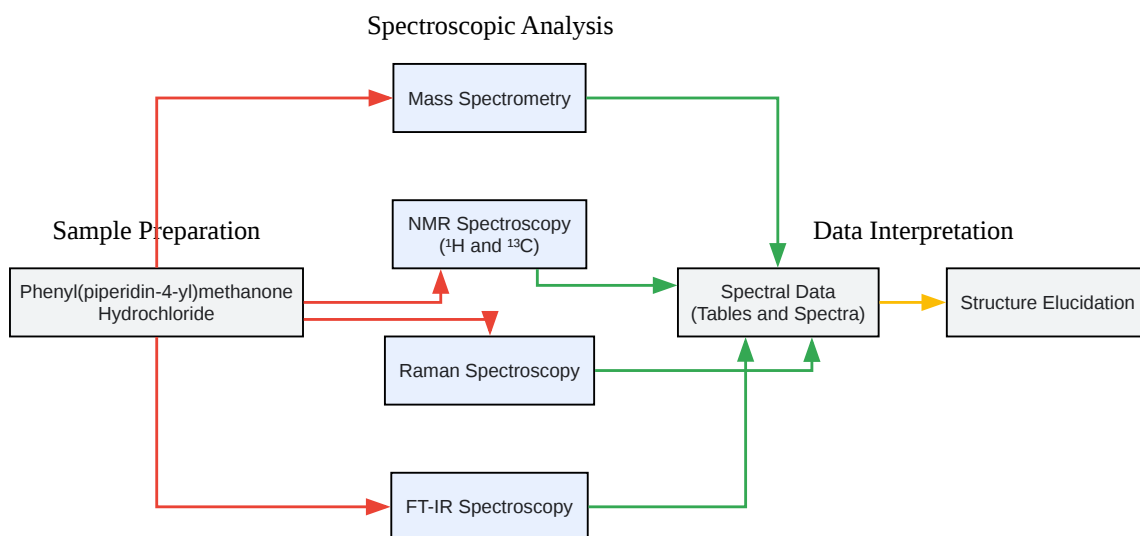 Spectroscopic Analysis
Mass Spectrometry
NMR Spectroscopy
(¹H and ¹³C)
Sample Preparation
Data Interpretation
Phenyl(piperidin-4-yl)methanone
Hydrochloride
Spectral Data
(Tables and Spectra)
Structure Elucidation
Raman Spectroscopy
FT-IR Spectroscopy